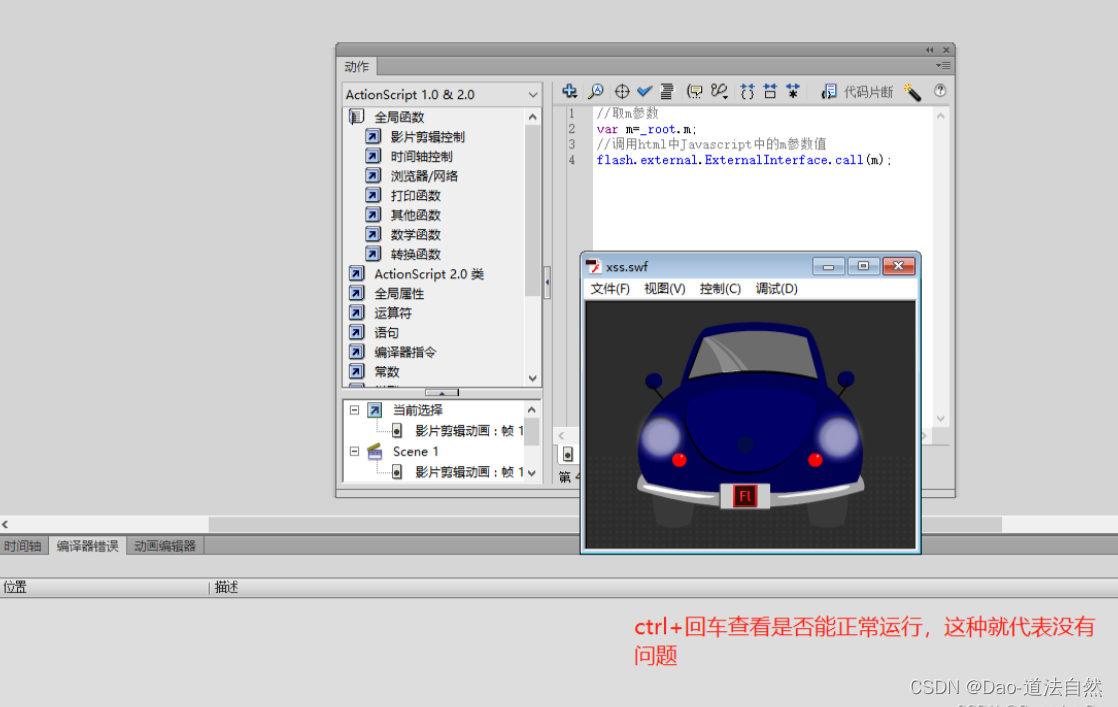 动作
ActionScript 1.0 & 2.0
全局函数
影片剪辑控制
时间轴控制
浏览器/网络
打印函数
其他函数
数学函数
转换函数
ActionScript 2.0 类
全局属性
运算符
语句
编译器指令
常数
当前选择
影片剪辑动画：帧 1
Scene 1
影片剪辑动画：帧 1
代码片断
1 //取m参数
2 var m=_root.m;
3 //调用html中Javascript中的m参数值
4 flash.external.ExternalInterface.call(m);
第 4
xss.swf
文件(F) 视图(V) 控制(C) 调试(D)
Fl
时间轴 编译器错误 动画编辑器
位置 描述
ctrl+回车查看是否能正常运行，这种就代表没有
问题
CSDN @Dao-道法自然